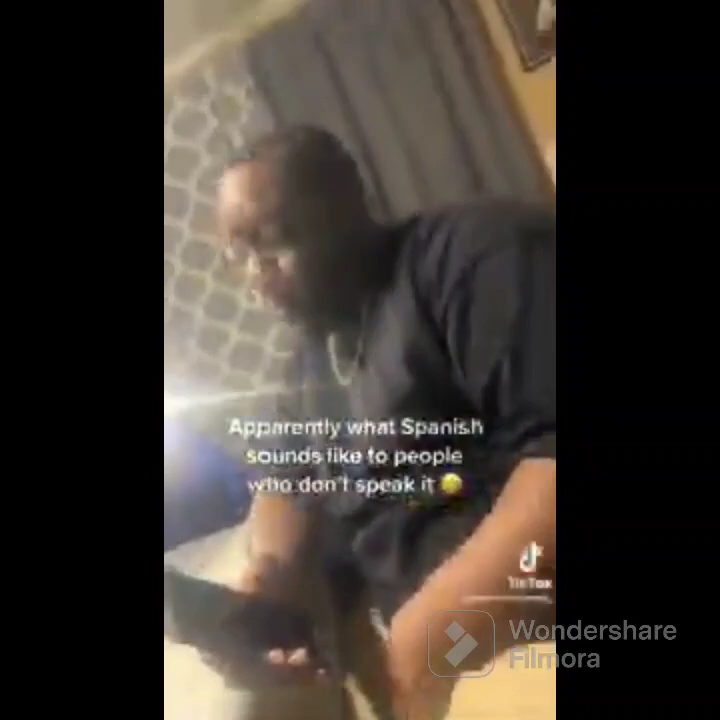 Apparently what Spanish
sounds like to people
who don't speak it
TikTok
Wondershare
Filmora